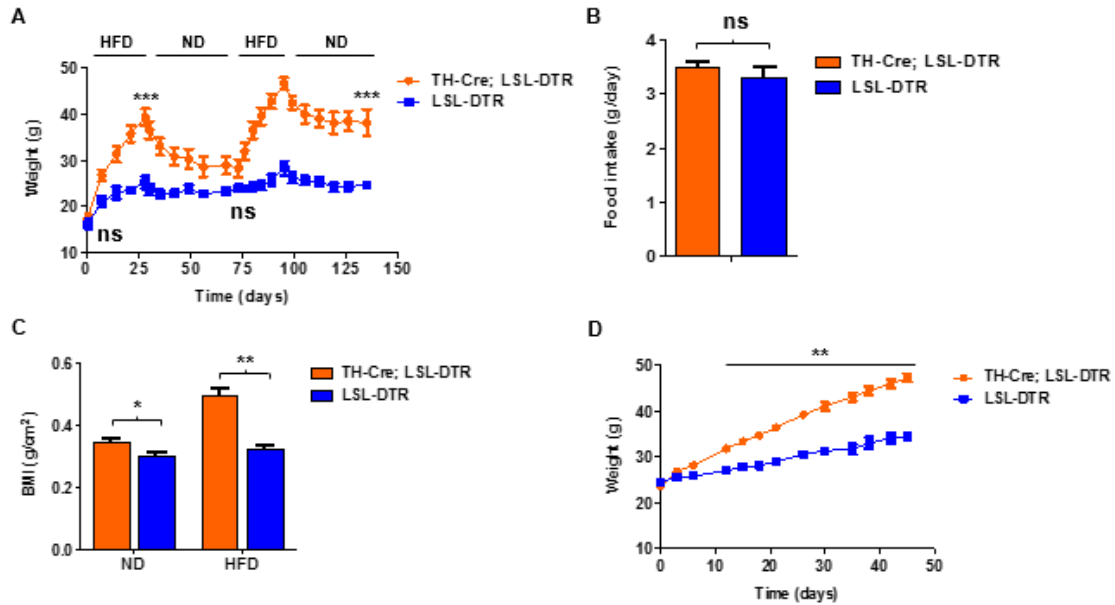 A
HFD ND HFD ND
50
40
30
20
10
0 25 50 75 100 125 150
Weight (g)
Time (days)
***
***
ns
ns
TH-Cre; LSL-DTR
LSL-DTR
B
ns
4
3
2
1
0
Food intake (g/day)
TH-Cre; LSL-DTR
LSL-DTR
C
0.6
0.4
0.2
0.0
BMI (g/cm²)
*
**
ND HFD
TH-Cre; LSL-DTR
LSL-DTR
D
**
50
40
30
20
10
0 10 20 30 40 50
Weight (g)
Time (days)
TH-Cre; LSL-DTR
LSL-DTR